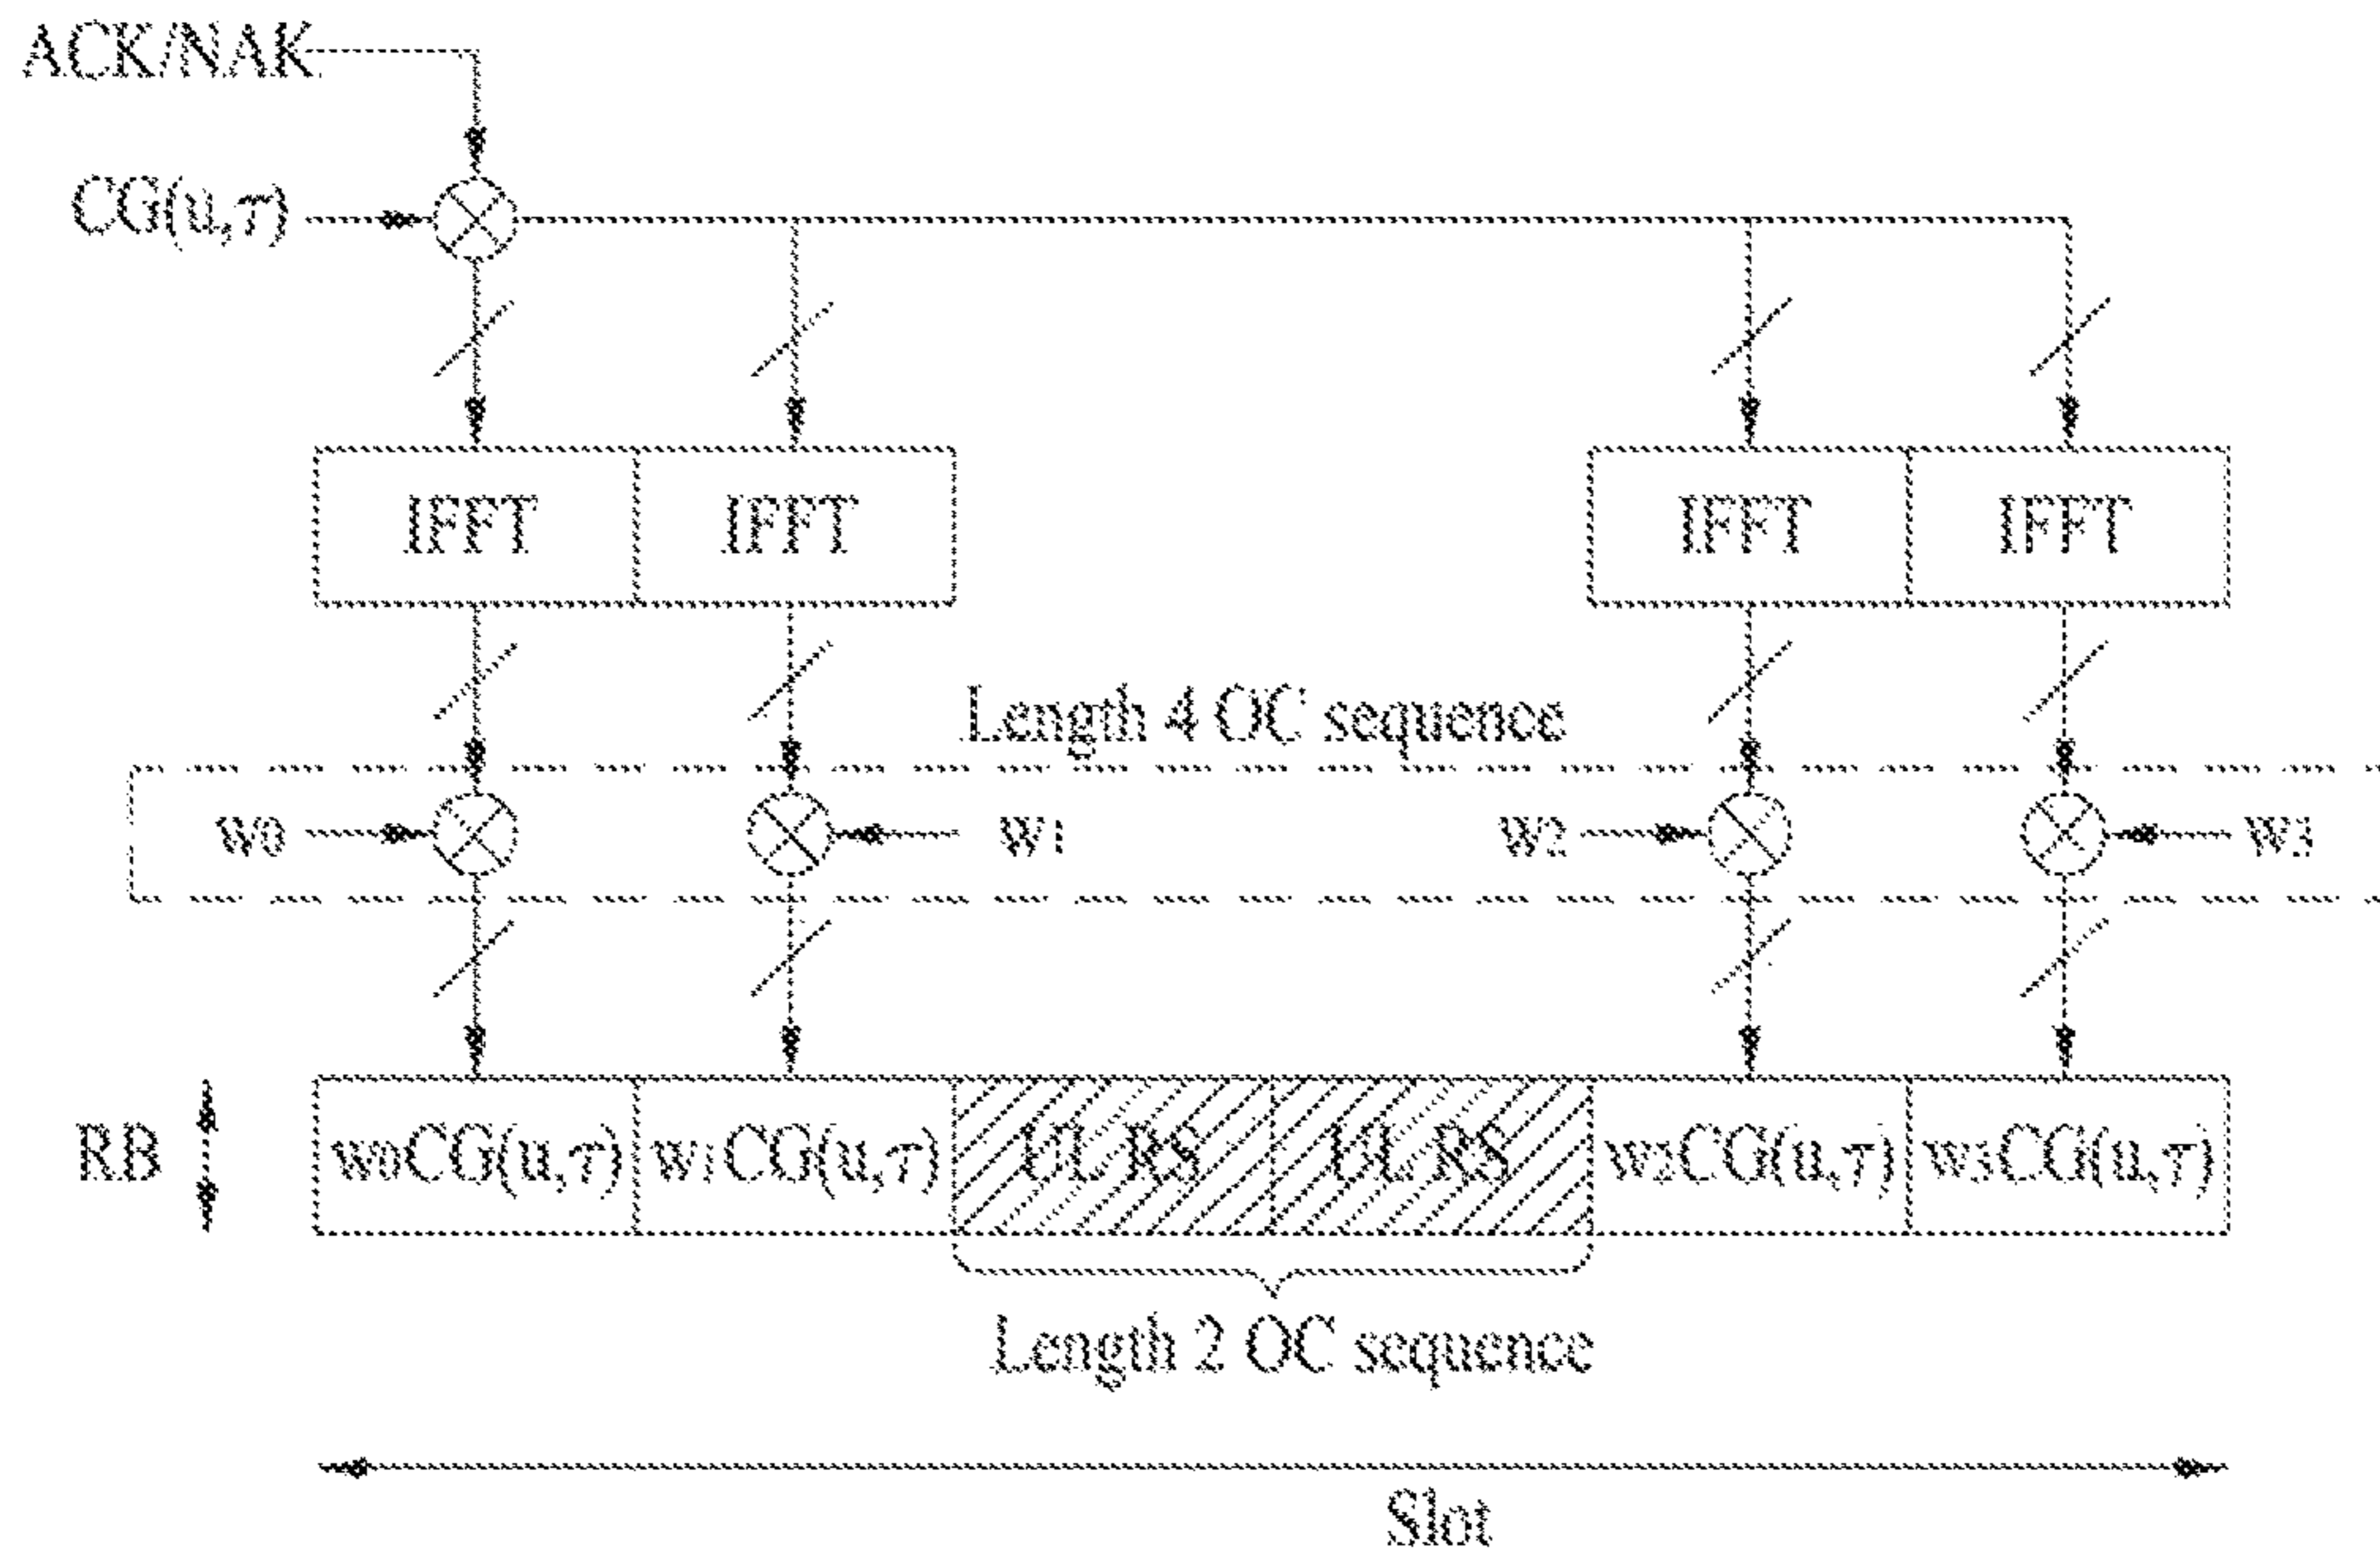 ACK/NAK
CG(u,τ)
IFFT IFFT IFFT IFFT
Length 4 OC sequence
w0 w1 w2 w3
RB w0CG(u,τ) w1CG(u,τ) UL RS UL RS w2CG(u,τ) w3CG(u,τ)
Length 2 OC sequence
Slot